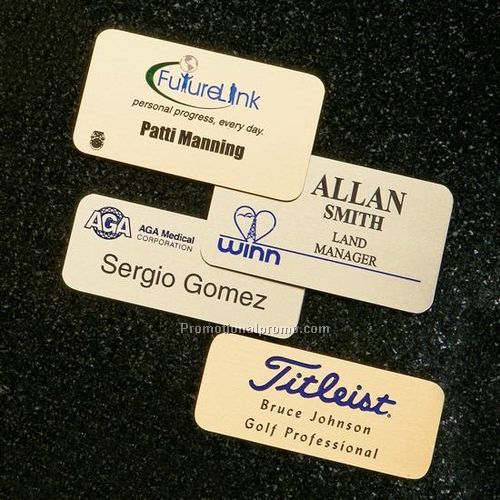 FutureLink
personal progress, every day.
Patti Manning
ALLAN
SMITH
LAND
MANAGER
winn
AGA
AGA Medical
CORPORATION
Sergio Gomez
Promotionalpromo.com
Titleist
Bruce Johnson
Golf Professional